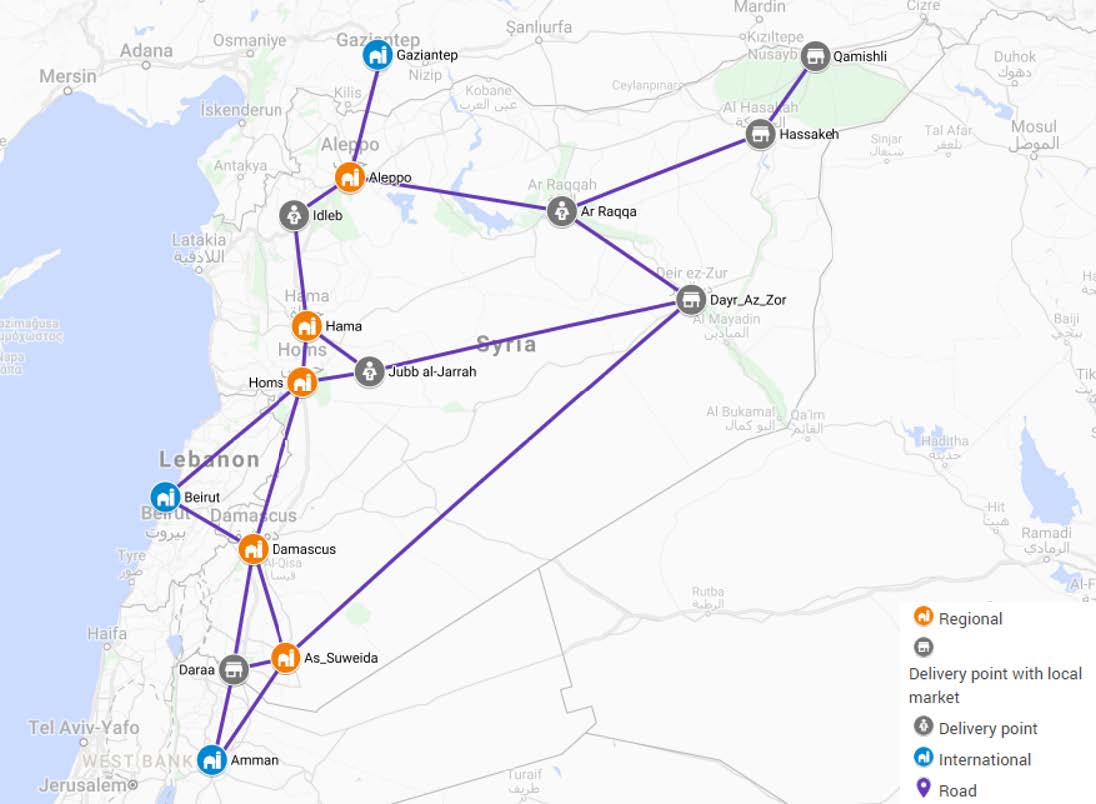 Mardin
Cizre
Şanlıurfa
Osmaniye
Gaziantep
Kızıltepe
Adana
Nusayb
Qamishli
Gaziantep
Duhok
دهوك
Mersin
Nizip
Kilis
Kobane
عين العرب
Ceylanpınar
İskenderun
Al Hasakah
Hassakeh
Mosul
الموصل
Tal Afar
تلعفر
Sinjar
سنجار
Aleppo
Antakya
Aleppo
Ar Raqqah
Idleb
Ar Raqqa
Latakia
اللاذقية
Deir ez-Zur
Hama
Dayr_Az_Zor
Al Mayadin
الميادين
Hama
Baiji
بيجي
Homs
Syria
Homs
Jubb al-Jarrah
Al Bukamal
البو كمال
Qa'im
القائم
Haditha
حديثة
Lebanon
Beirut
Beirut
بيروت
Damascus
Hit
هيت
Damascus
Al-Qisa
Ramadi
الرمادي
Tyre
صور
Rutba
الرطبة
Haifa
Daraa
As_Suweida
Tel Aviv-Yafo
WEST BANK
Amman
Jerusalem
Turaif
طريف
Regional
Delivery point with local
market
Delivery point
International
Road